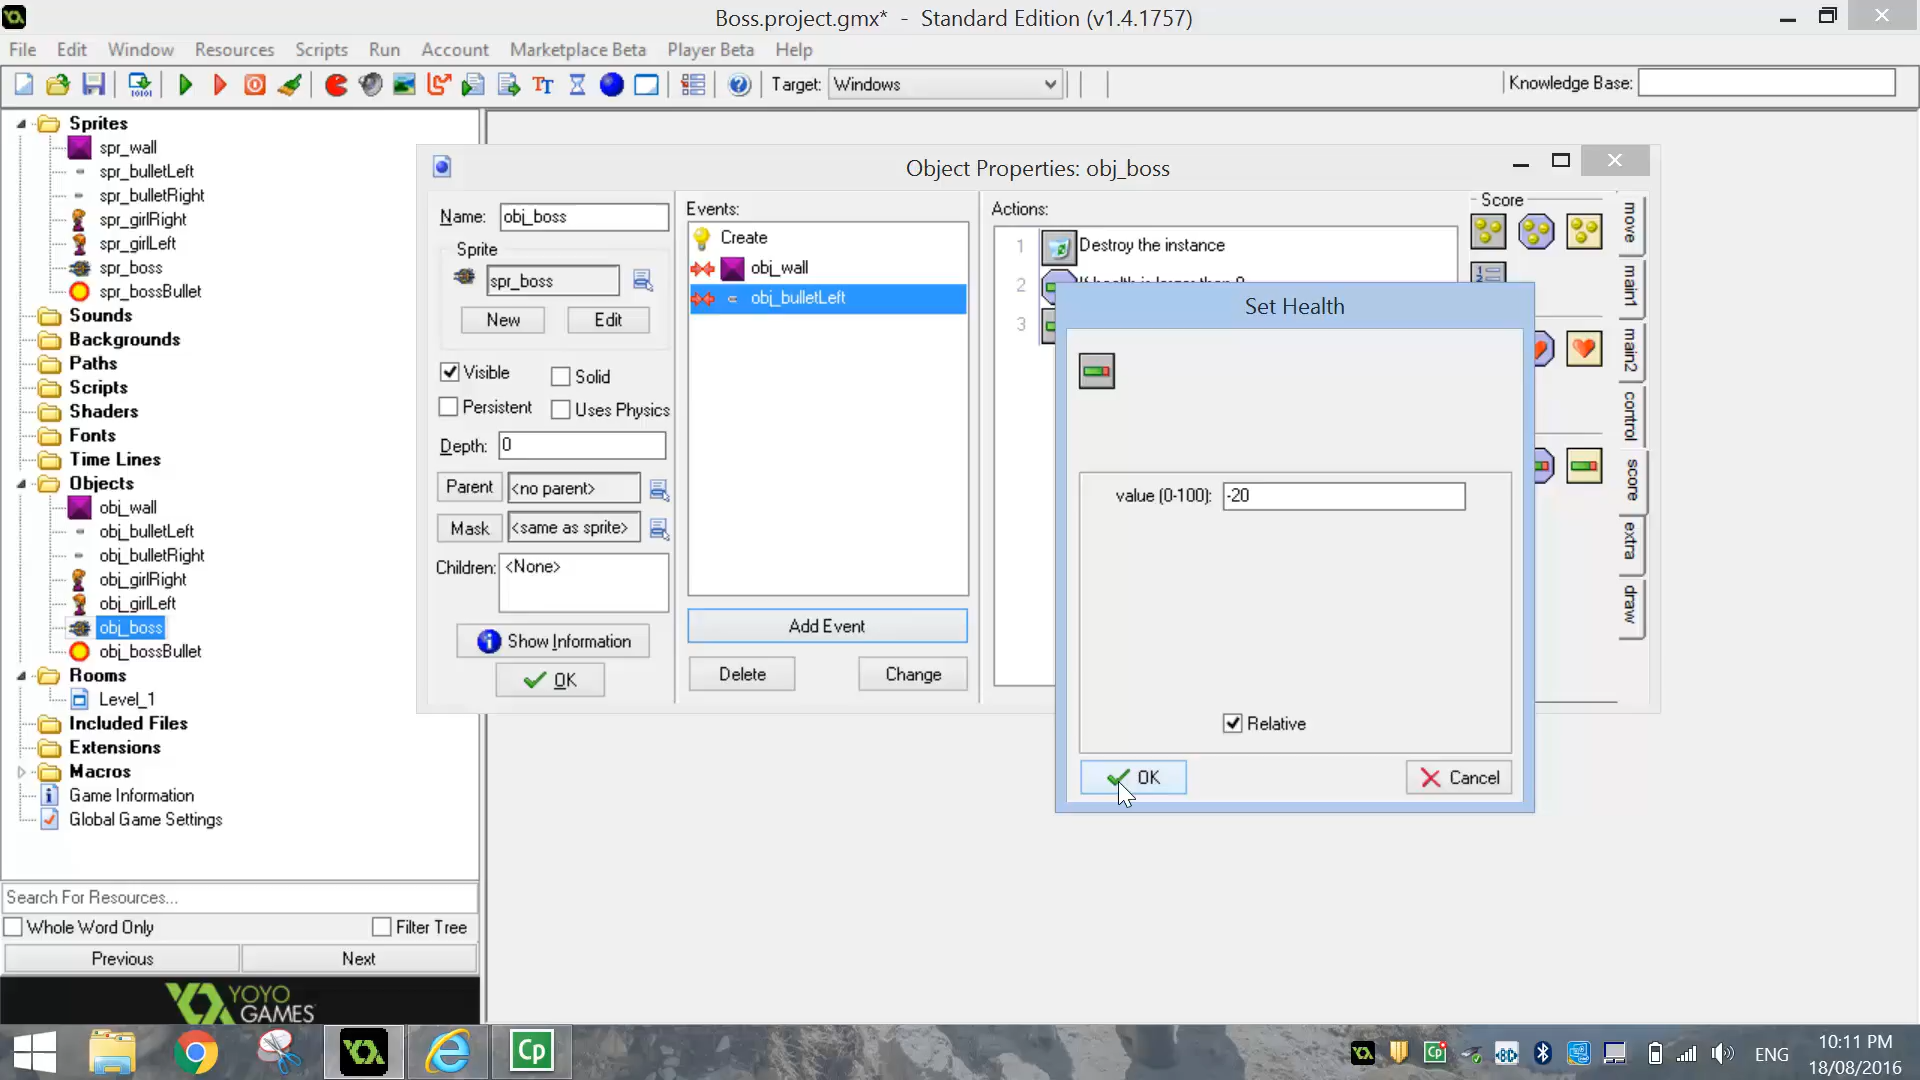 Boss.project.gmx* - Standard Edition (v1.4.1757)
File Edit Window Resources Scripts Run Account Marketplace Beta Player Beta Help
Target: Windows
Knowledge Base:
Sprites
spr_wall
spr_bulletLeft
spr_bulletRight
spr_girlRight
spr_girlLeft
spr_boss
spr_bossBullet
Sounds
Backgrounds
Paths
Scripts
Shaders
Fonts
Time Lines
Objects
obj_wall
obj_bulletLeft
obj_bulletRight
obj_girlRight
obj_girlLeft
obj_boss
obj_bossBullet
Rooms
Level_1
Included Files
Extensions
Macros
Game Information
Global Game Settings
Search For Resources...
Whole Word Only
Filter Tree
Previous
Next
YOYO
GAMES
Object Properties: obj_boss
Name: obj_boss
Sprite
spr_boss
New
Edit
Visible
Solid
Persistent
Uses Physics
Depth: 0
Parent <no parent>
Mask <same as sprite>
Children: <None>
Show Information
OK
Events:
Create
obj_wall
obj_bulletLeft
Add Event
Delete
Change
Actions:
1 Destroy the instance
2 If health is larger than 0
3
Score
move
main1
main2
control
score
extra
draw
Set Health
value (0-100): -20
Relative
OK
Cancel
Cp
ENG
10:11 PM
18/08/2016